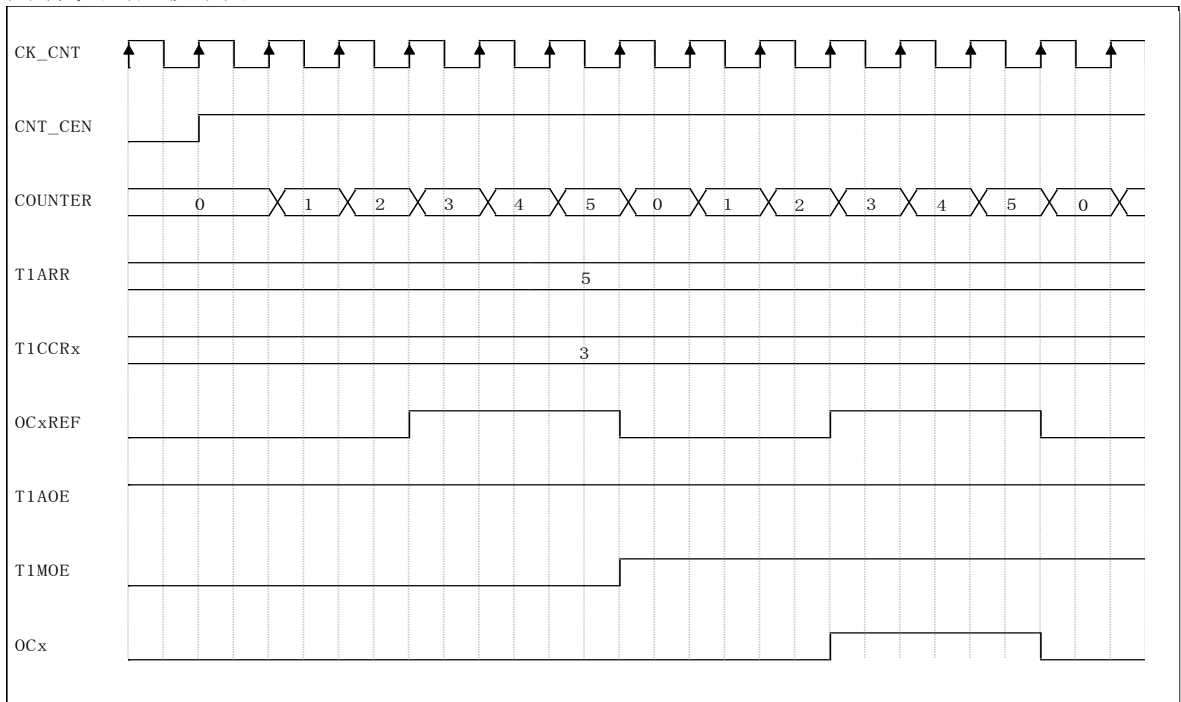 CK_CNT
CNT_CEN
COUNTER 0 1 2 3 4 5 0 1 2 3 4 5 0
T1ARR 5
T1CCRx 3
OCxREF
T1AOE
T1MOE
OCx